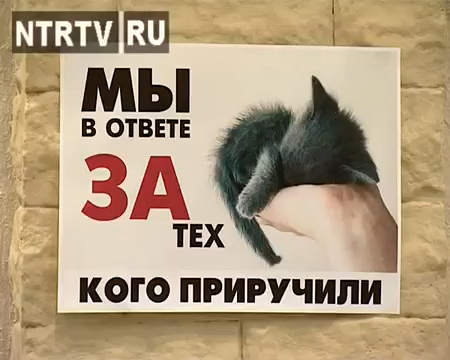 NTRTV RU
МЫ
В ОТВЕТЕ
ЗА
ТЕХ
КОГО ПРИРУЧИЛИ